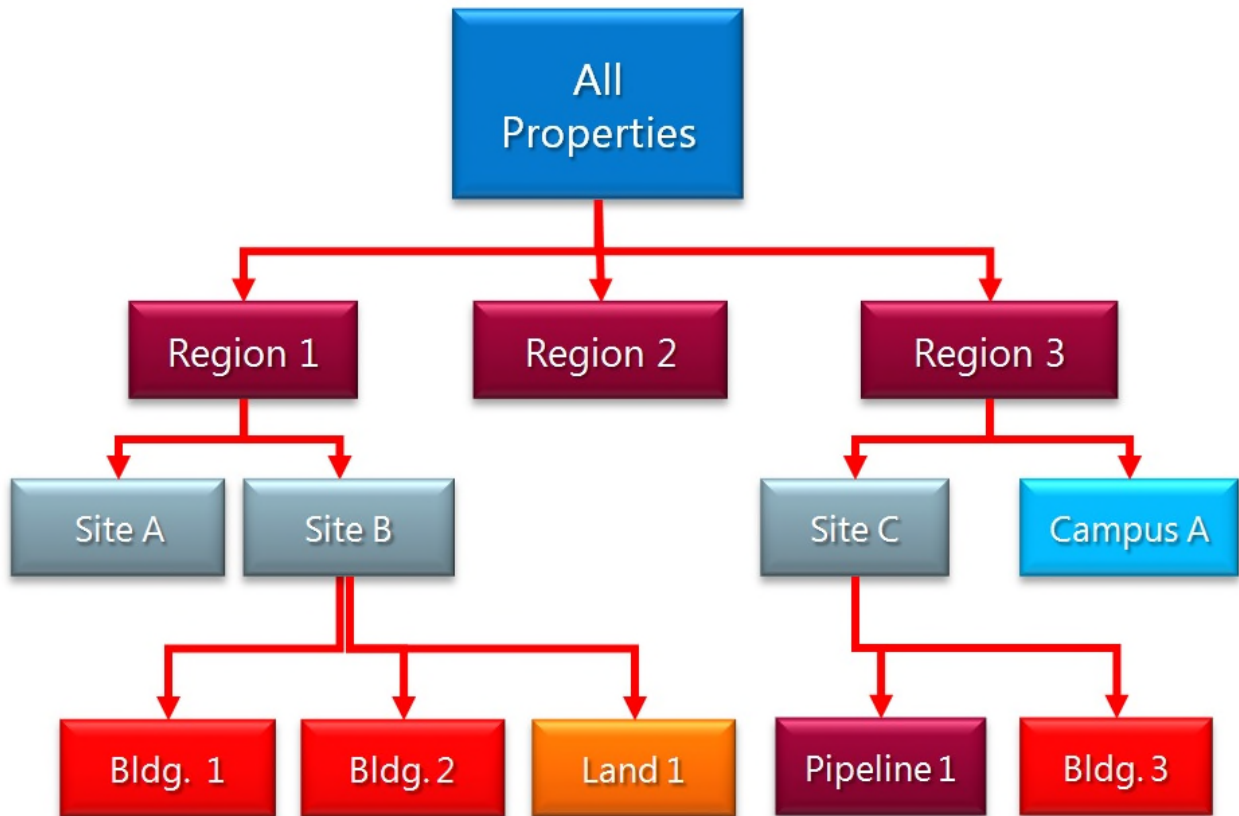 All
Properties
Region 1
Region 2
Region 3
Site A
Site B
Site C
Campus A
Bldg. 1
Bldg. 2
Land 1
Pipeline 1
Bldg. 3